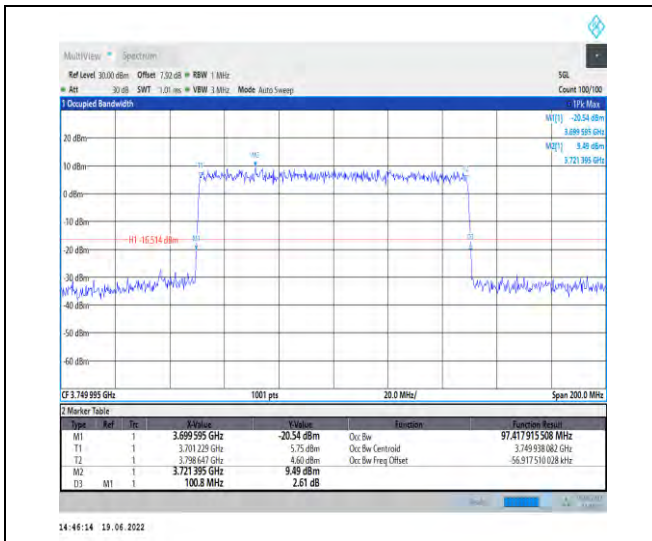 MultiView Spectrum
Ref Level 30.00 dBm Offset 7.92 dB RBW 1 MHz SGL
Att 30 dB SWT 1.01 ms VBW 3 MHz Mode Auto Sweep Count 100/100
1 Occupied Bandwidth 1Pk Max
M1[1] -20.54 dBm
3.699 595 GHz
M2[1] 9.49 dBm
3.721 395 GHz
20 dBm
10 dBm
0 dBm
-10 dBm
H1 -16.514 dBm
-20 dBm
-30 dBm
-40 dBm
-50 dBm
-60 dBm
M2
T1
M1
D3
CF 3.749 995 GHz 1001 pts 20.0 MHz/ Span 200.0 MHz
2 Marker Table
Type Ref Trc X-Value Y-Value Function Function Result
M1 1 3.699 595 GHz -20.54 dBm Occ Bw 97.417 915 508 MHz
T1 1 3.701 229 GHz 5.75 dBm Occ Bw Centroid 3.749 938 082 GHz
T2 1 3.798 647 GHz 4.60 dBm Occ Bw Freq Offset -56.917 510 028 kHz
M2 1 3.721 395 GHz 9.49 dBm
D3 M1 1 100.8 MHz 2.61 dB
14:46:14 19.06.2022